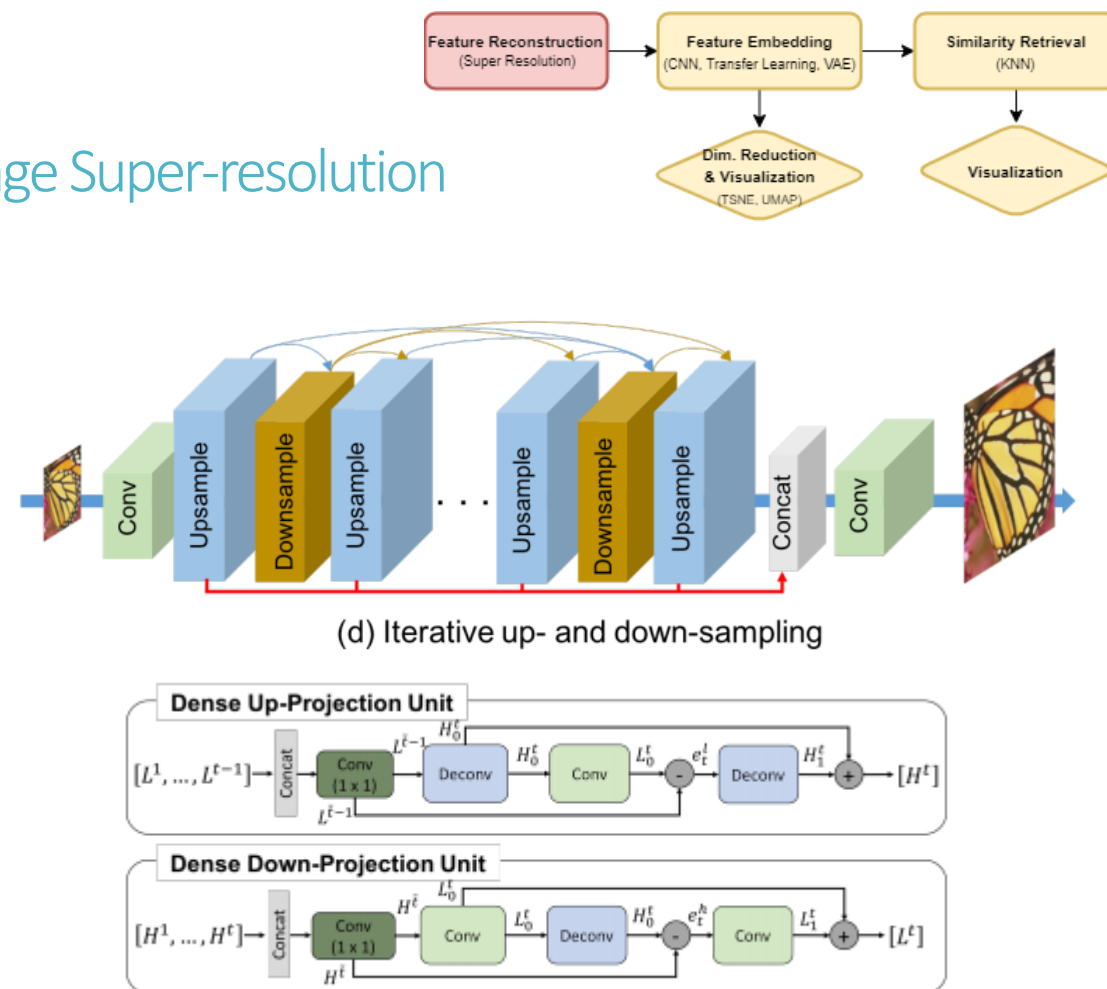 Feature Reconstruction
(Super Resolution)
Feature Embedding
(CNN, Transfer Learning, VAE)
Similarity Retrieval
(KNN)
Dim. Reduction
& Visualization
(TSNE, UMAP)
Visualization
ge Super-resolution
Conv
Upsample
Downsample
Upsample
. . .
Upsample
Downsample
Upsample
Concat
Conv
(d) Iterative up- and down-sampling
Dense Up-Projection Unit
[L¹, ..., Lᵗ⁻¹]
Concat
Conv
(1 x 1)
L^{t̃-1}
L^{t̃-1}
H₀ᵗ
Deconv
H₀ᵗ
Conv
L₀ᵗ
-
eₜˡ
Deconv
H₁ᵗ
+
[Hᵗ]
Dense Down-Projection Unit
[H¹, ..., Hᵗ]
Concat
Conv
(1 x 1)
H^{t̃}
H^{t̃}
L₀ᵗ
Conv
L₀ᵗ
Deconv
H₀ᵗ
-
eₜʰ
Conv
L₁ᵗ
+
[Lᵗ]